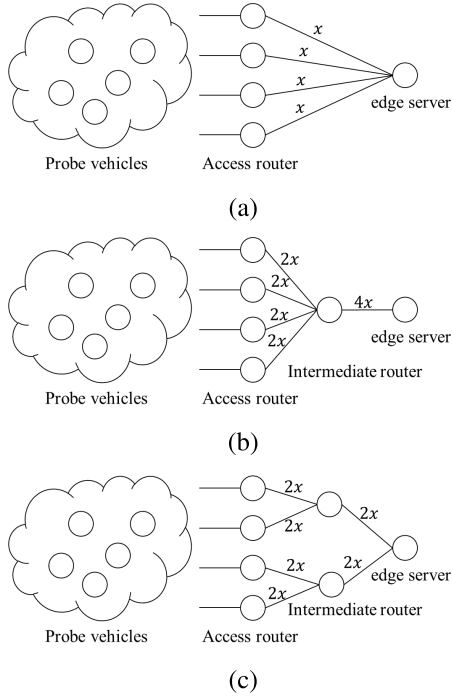 x
x
x
x
edge server
Probe vehicles Access router
(a)
2x
2x
2x
2x
4x
edge server
Intermediate router
Probe vehicles Access router
(b)
2x
2x
2x
2x
2x
2x
edge server
Intermediate router
Probe vehicles Access router
(c)